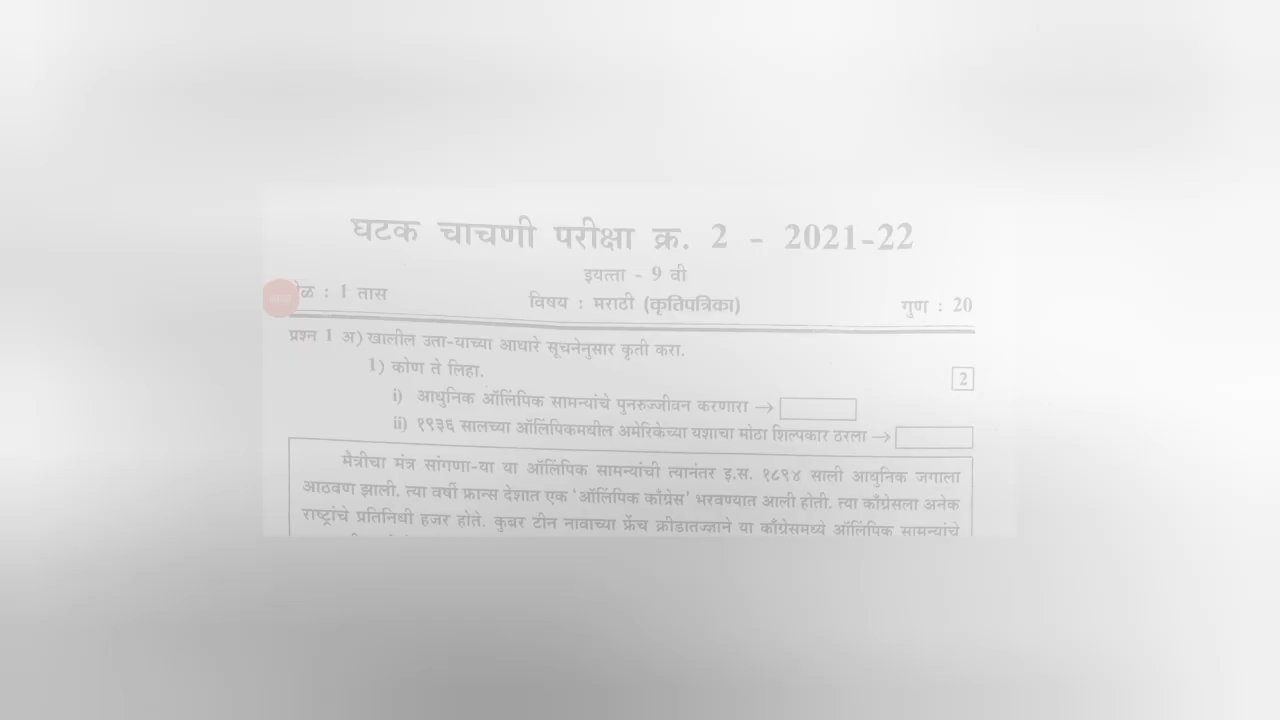 घटक चाचणी परीक्षा क्र. 2 - 2021-22
इयत्ता - 9 वी
: 1 तास विषय : मराठी (कृतिपत्रिका) गुण : 20
प्रश्न 1 अ) खालील उता-याच्या आधारे सूचनेनुसार कृती करा.
1) कोण ते लिहा. 2
i) आधुनिक ऑलिंपिक सामन्यांचे पुनरुज्जीवन करणारा →
ii) १९३६ सालच्या ऑलिंपिकमधील अमेरिकेच्या यशाचा मोठा शिल्पकार ठरला →
मैत्रीचा मंत्र सांगणा-या या ऑलिंपिक सामन्यांची त्यानंतर इ.स. १८९४ साली आधुनिक जगाला
आठवण झाली. त्या वर्षी फ्रान्स देशात एक 'ऑलिंपिक काँग्रेस' भरवण्यात आली होती. त्या काँग्रेसला अनेक
राष्ट्रांचे प्रतिनिधी हजर होते. कुबर टीन नावाच्या फ्रेंच क्रीडातज्ज्ञाने या काँग्रेसमध्ये ऑलिंपिक सामन्यांचे